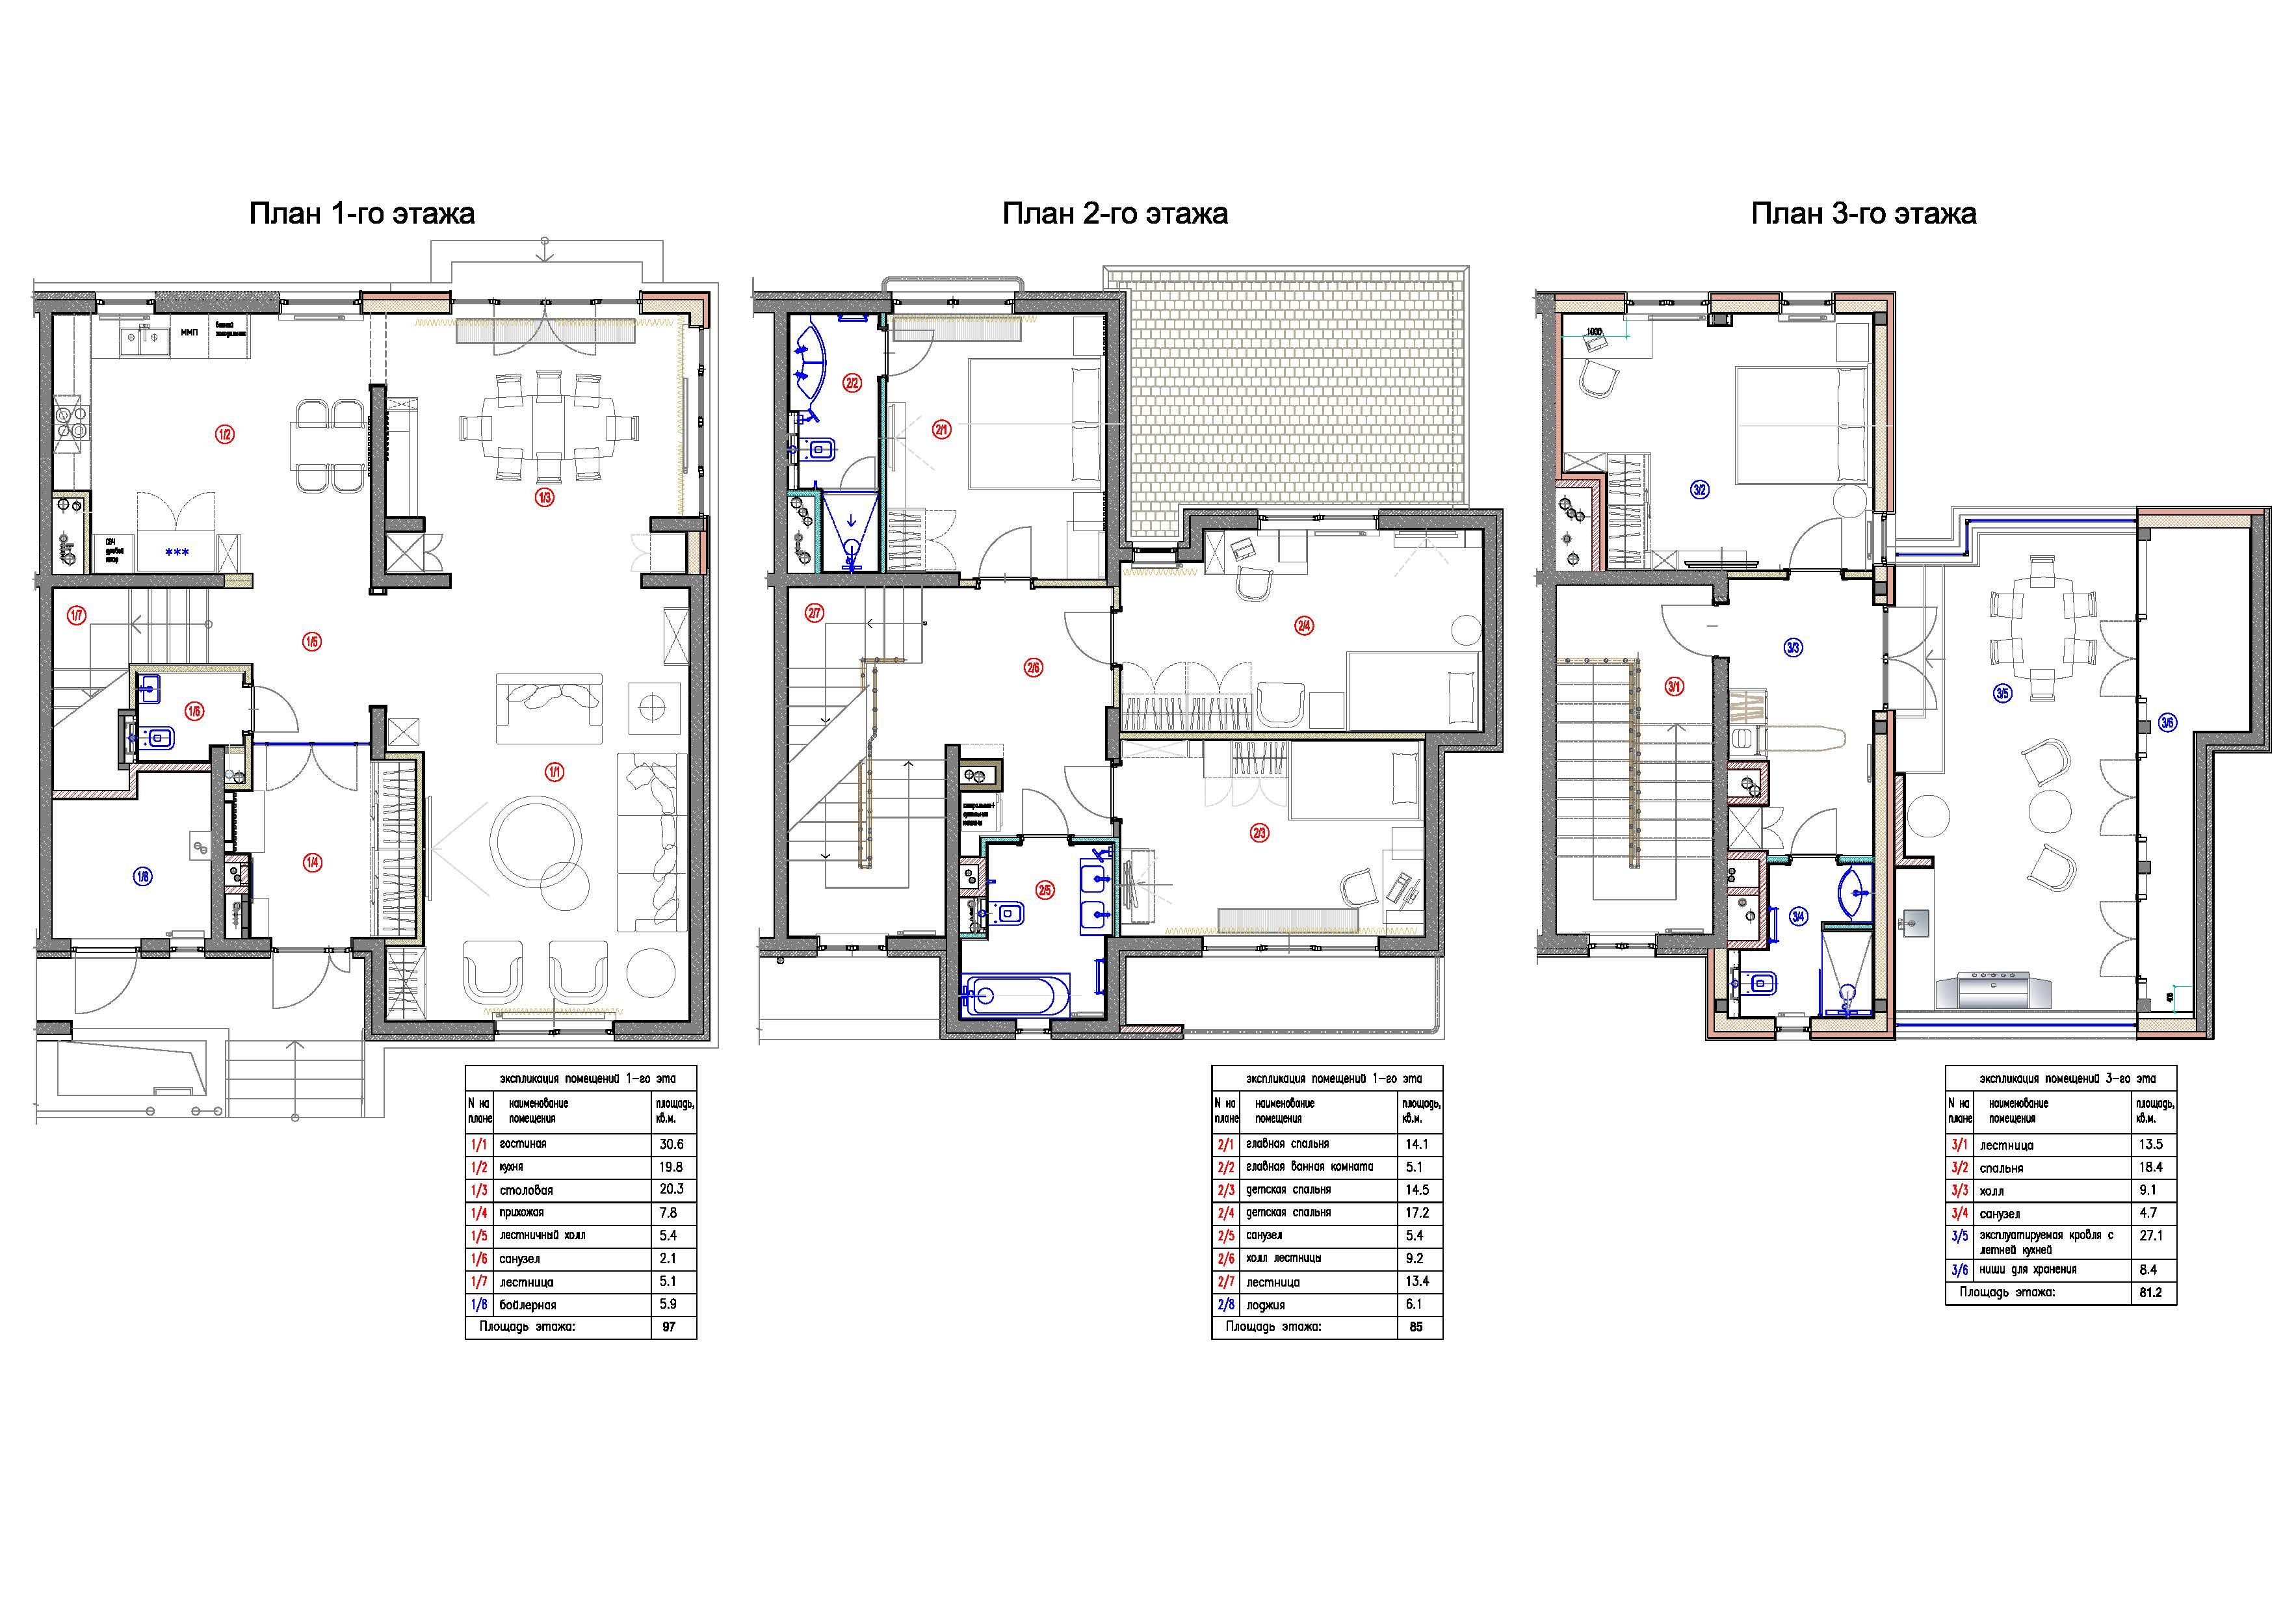 План 1-го этажа
План 2-го этажа
План 3-го этажа
ММП
1/2
1/3
***
1/7
1/5
1/6
1/1
1/4
1/8
2/2
2/1
2/7
2/4
2/6
2/3
2/5
1000
3/2
3/3
3/1
3/5
3/6
3/4
экспликация помещений 1-го эта
N на плане наименование помещения площадь, кв.м.
1/1 гостиная 30.6
1/2 кухня 19.8
1/3 столовая 20.3
1/4 прихожая 7.8
1/5 лестничный холл 5.4
1/6 санузел 2.1
1/7 лестница 5.1
1/8 бойлерная 5.9
Площадь этажа: 97
экспликация помещений 1-го эта
N на плане наименование помещения площадь, кв.м.
2/1 главная спальня 14.1
2/2 главная ванная комната 5.1
2/3 детская спальня 14.5
2/4 детская спальня 17.2
2/5 санузел 5.4
2/6 холл лестницы 9.2
2/7 лестница 13.4
2/8 лоджия 6.1
Площадь этажа: 85
экспликация помещений 3-го эта
N на плане наименование помещения площадь, кв.м.
3/1 лестница 13.5
3/2 спальня 18.4
3/3 холл 9.1
3/4 санузел 4.7
3/5 эксплуатируемая кровля с 27.1
летней кухней
3/6 ниши для хранения 8.4
Площадь этажа: 81.2